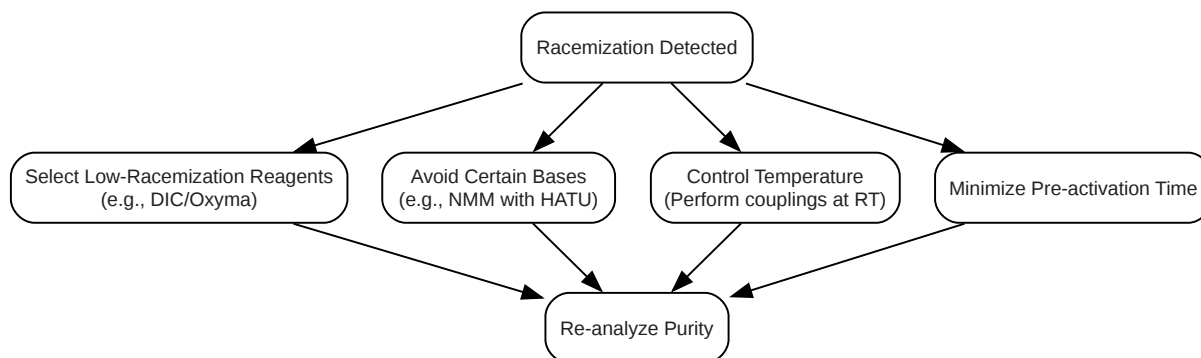 Racemization Detected
Select Low-Racemization Reagents
(e.g., DIC/Oxyma)
Avoid Certain Bases
(e.g., NMM with HATU)
Control Temperature
(Perform couplings at RT)
Minimize Pre-activation Time
Re-analyze Purity